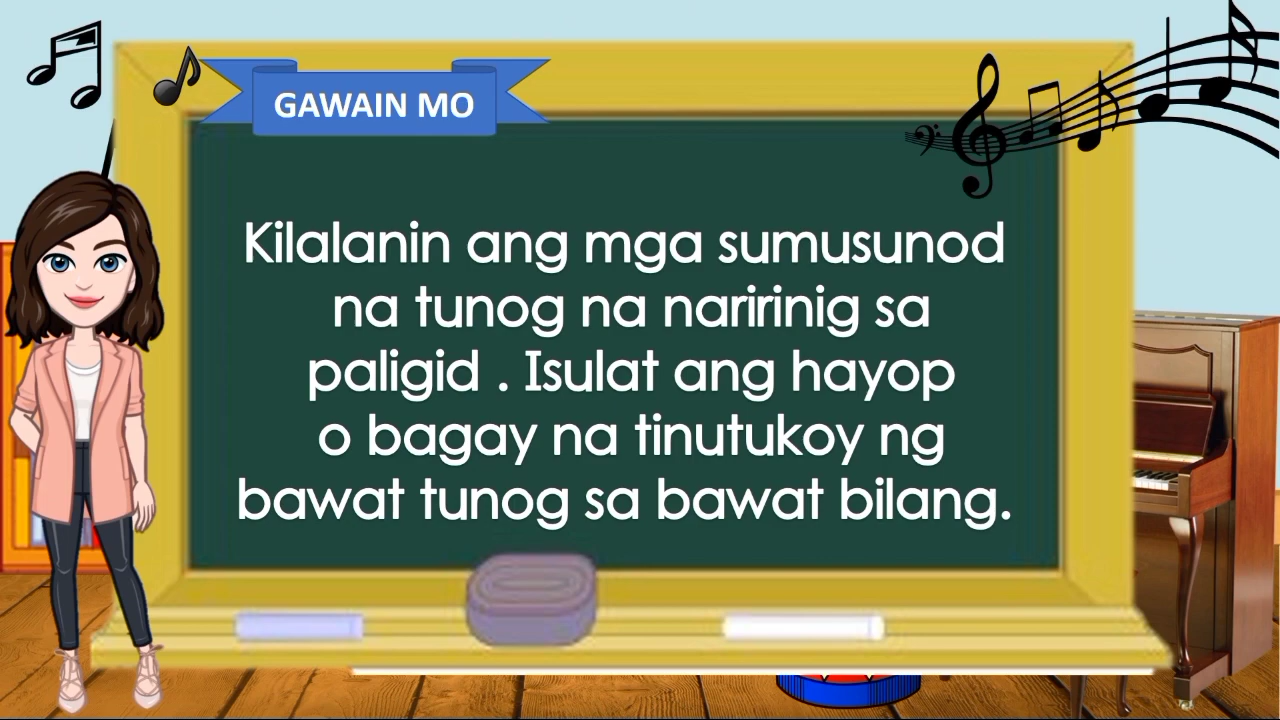 GAWAIN MO
Kilalanin ang mga sumusunod
na tunog na naririnig sa
paligid . Isulat ang hayop
o bagay na tinutukoy ng
bawat tunog sa bawat bilang.